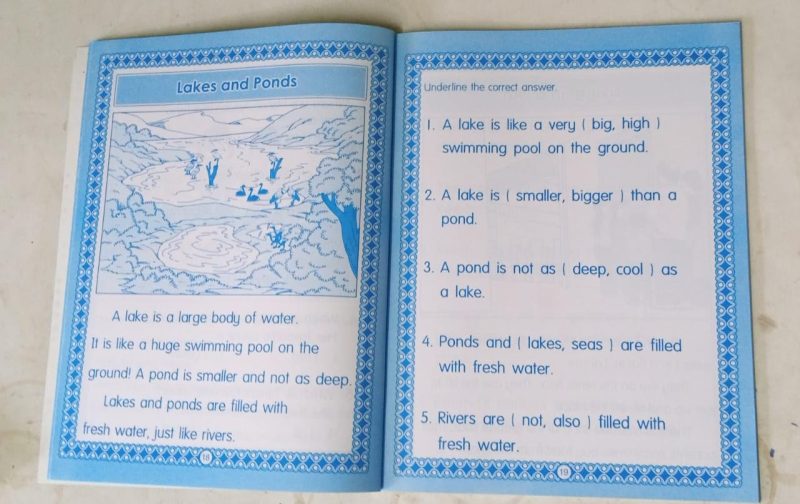 Lakes and Ponds
A lake is a large body of water.
It is like a huge swimming pool on the
ground! A pond is smaller and not as deep.
Lakes and ponds are filled with
fresh water, just like rivers.
18
Underline the correct answer.
1. A lake is like a very ( big, high )
swimming pool on the ground.
2. A lake is ( smaller, bigger ) than a
pond.
3. A pond is not as ( deep, cool ) as
a lake.
4. Ponds and ( lakes, seas ) are filled
with fresh water.
5. Rivers are ( not, also ) filled with
fresh water.
19